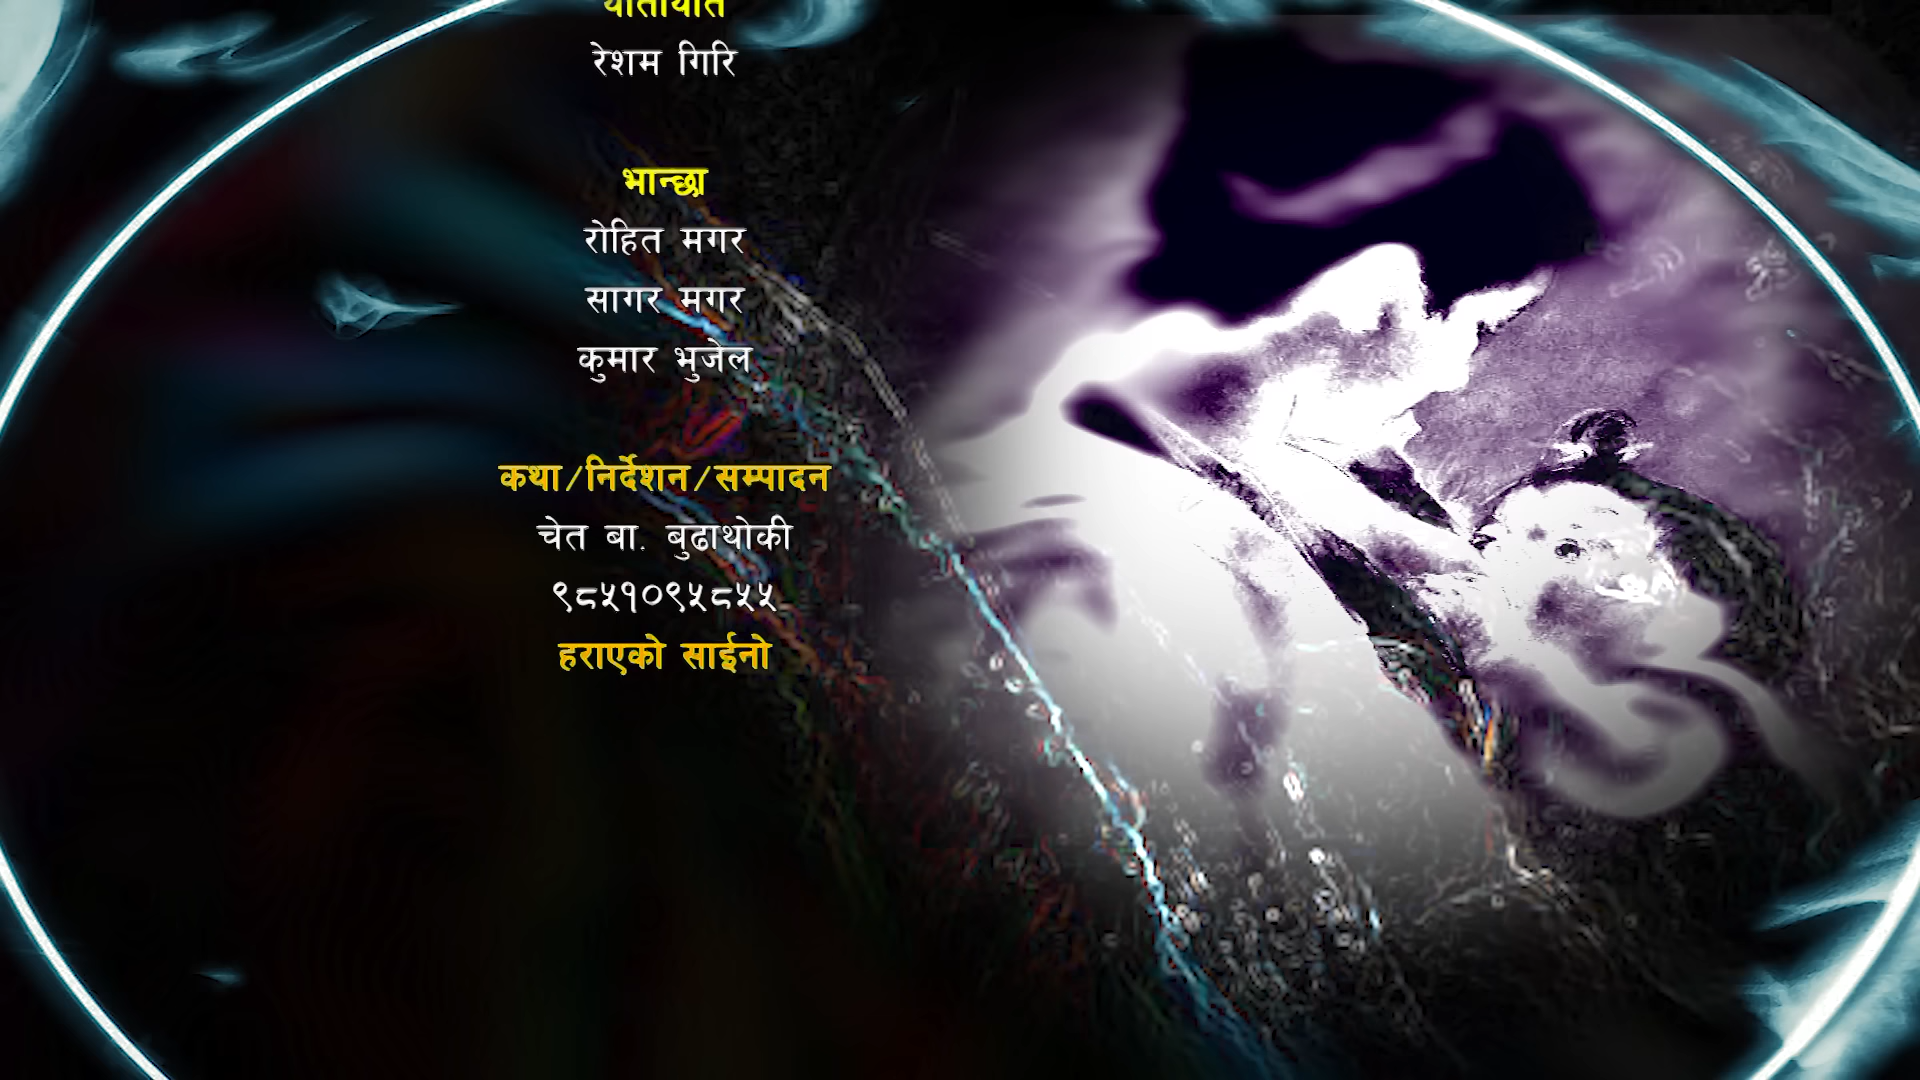 यातायात
रेशम गिरि
भान्छा
रोहित मगर
सागर मगर
कुमार भुजेल
कथा/निर्देशन/सम्पादन
चेत बा. बुढाथोकी
९८५१०९५८५५
हराएको साईनो